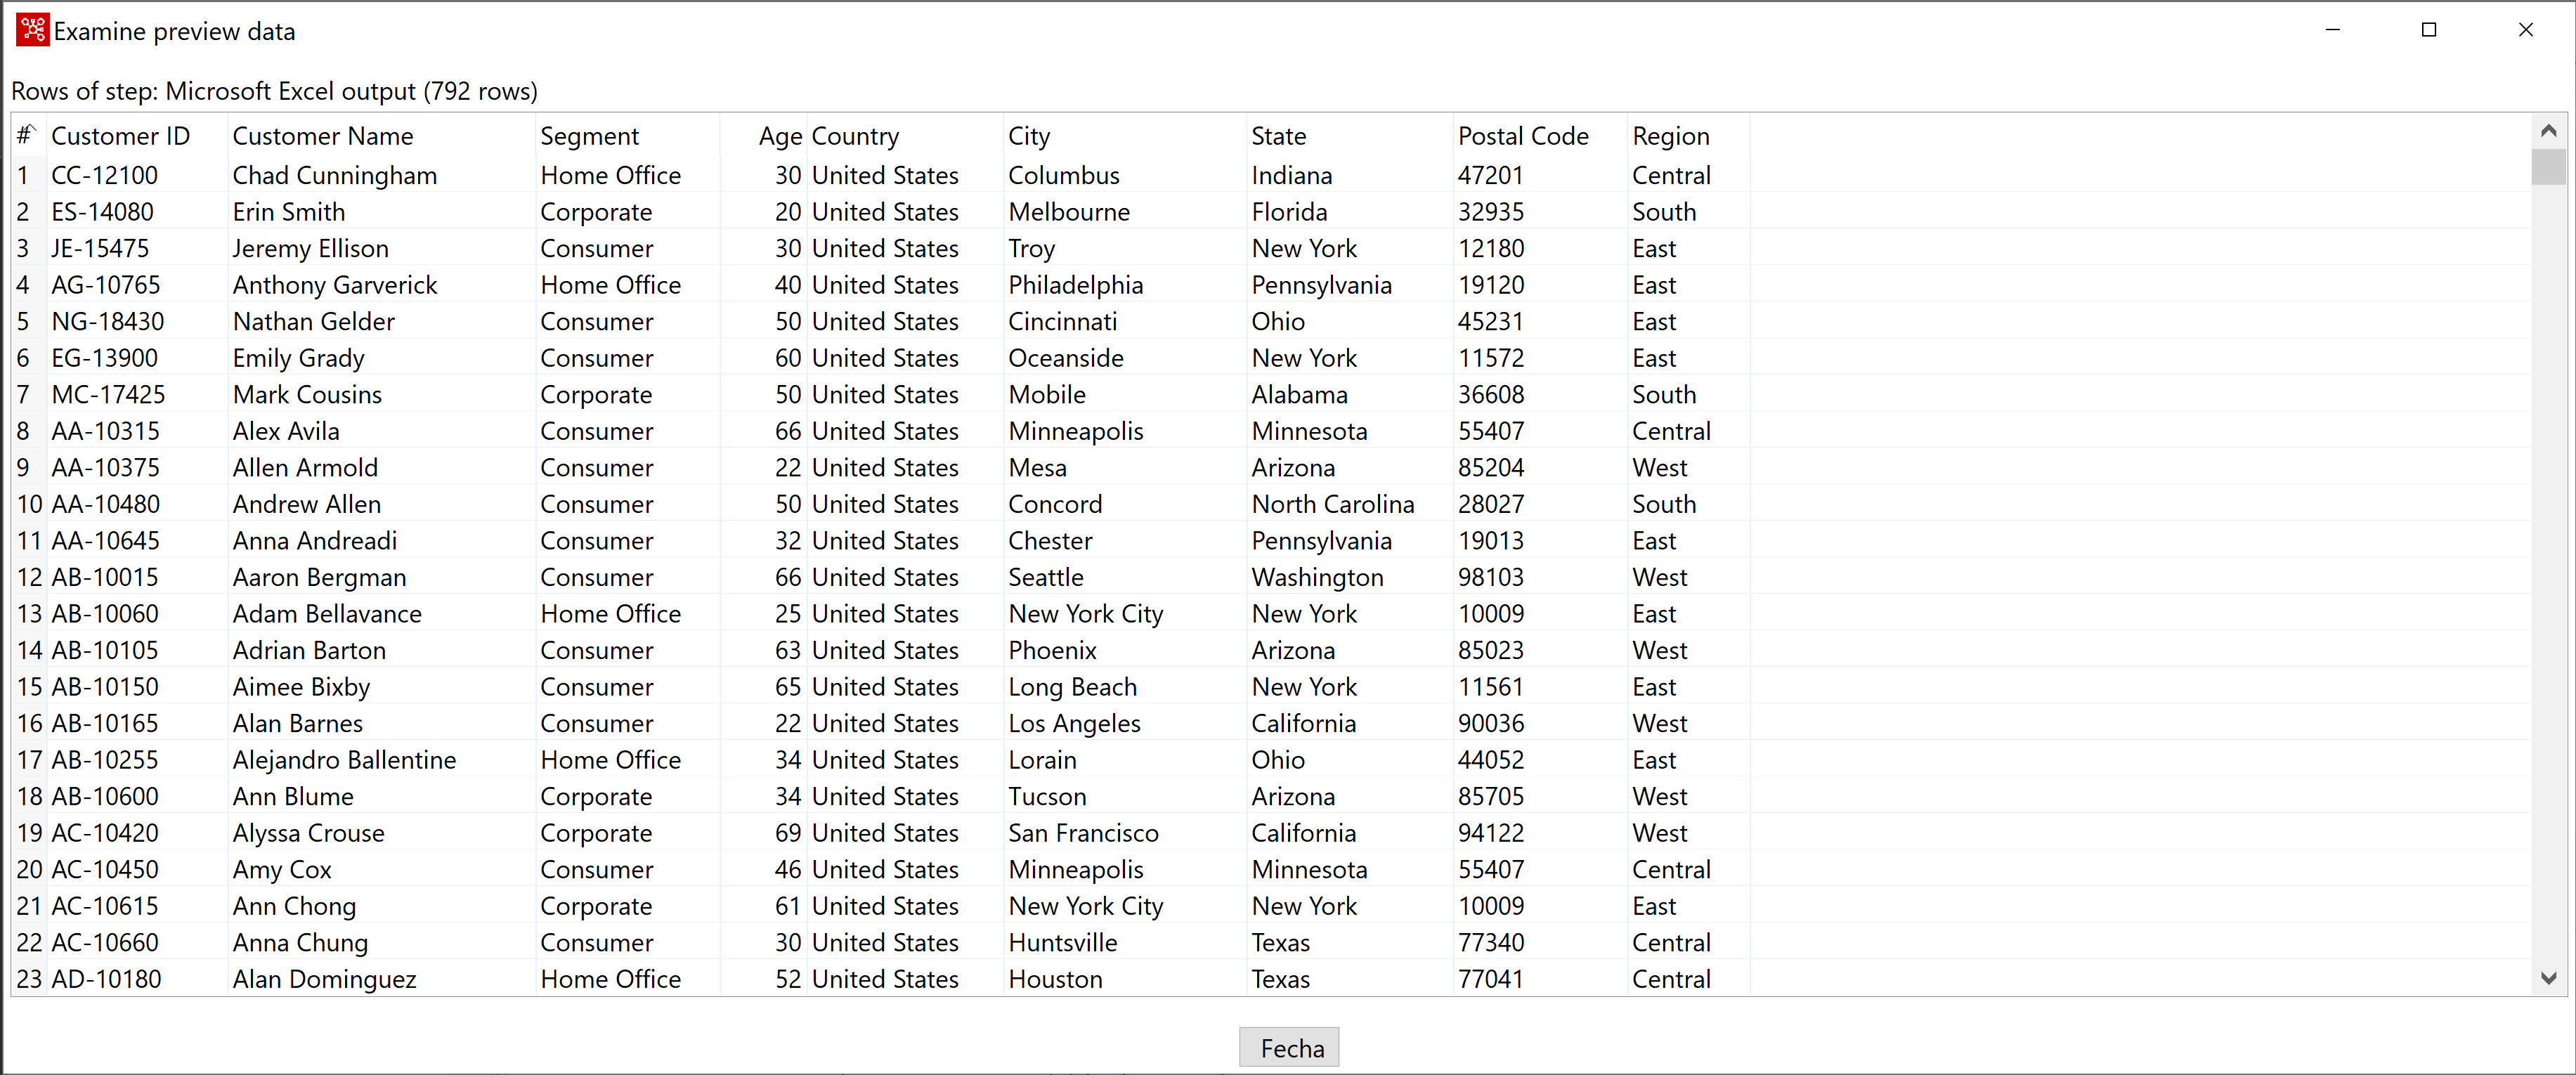 Examine preview data
Rows of step: Microsoft Excel output (792 rows)
# Customer ID Customer Name Segment Age Country City State Postal Code Region
1 CC-12100 Chad Cunningham Home Office 30 United States Columbus Indiana 47201 Central
2 ES-14080 Erin Smith Corporate 20 United States Melbourne Florida 32935 South
3 JE-15475 Jeremy Ellison Consumer 30 United States Troy New York 12180 East
4 AG-10765 Anthony Garverick Home Office 40 United States Philadelphia Pennsylvania 19120 East
5 NG-18430 Nathan Gelder Consumer 50 United States Cincinnati Ohio 45231 East
6 EG-13900 Emily Grady Consumer 60 United States Oceanside New York 11572 East
7 MC-17425 Mark Cousins Corporate 50 United States Mobile Alabama 36608 South
8 AA-10315 Alex Avila Consumer 66 United States Minneapolis Minnesota 55407 Central
9 AA-10375 Allen Armold Consumer 22 United States Mesa Arizona 85204 West
10 AA-10480 Andrew Allen Consumer 50 United States Concord North Carolina 28027 South
11 AA-10645 Anna Andreadi Consumer 32 United States Chester Pennsylvania 19013 East
12 AB-10015 Aaron Bergman Consumer 66 United States Seattle Washington 98103 West
13 AB-10060 Adam Bellavance Home Office 25 United States New York City New York 10009 East
14 AB-10105 Adrian Barton Consumer 63 United States Phoenix Arizona 85023 West
15 AB-10150 Aimee Bixby Consumer 65 United States Long Beach New York 11561 East
16 AB-10165 Alan Barnes Consumer 22 United States Los Angeles California 90036 West
17 AB-10255 Alejandro Ballentine Home Office 34 United States Lorain Ohio 44052 East
18 AB-10600 Ann Blume Corporate 34 United States Tucson Arizona 85705 West
19 AC-10420 Alyssa Crouse Corporate 69 United States San Francisco California 94122 West
20 AC-10450 Amy Cox Consumer 46 United States Minneapolis Minnesota 55407 Central
21 AC-10615 Ann Chong Corporate 61 United States New York City New York 10009 East
22 AC-10660 Anna Chung Consumer 30 United States Huntsville Texas 77340 Central
23 AD-10180 Alan Dominguez Home Office 52 United States Houston Texas 77041 Central
Fecha